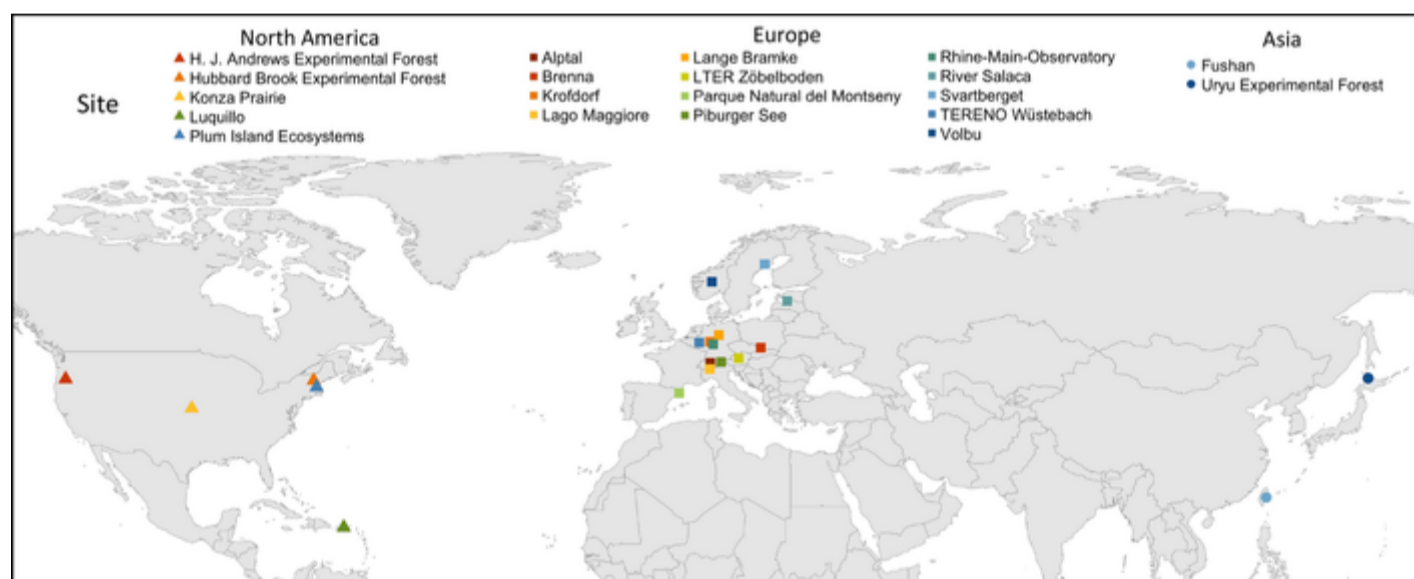 North America
H. J. Andrews Experimental Forest
Hubbard Brook Experimental Forest
Konza Prairie
Luquillo
Plum Island Ecosystems
Site
Europe
Alptal
Brenna
Krofdorf
Lago Maggiore
Lange Bramke
LTER Zöbelboden
Parque Natural del Montseny
Piburger See
Rhine-Main-Observatory
River Salaca
Svartberget
TERENO Wüstebach
Volbu
Asia
Fushan
Uryu Experimental Forest